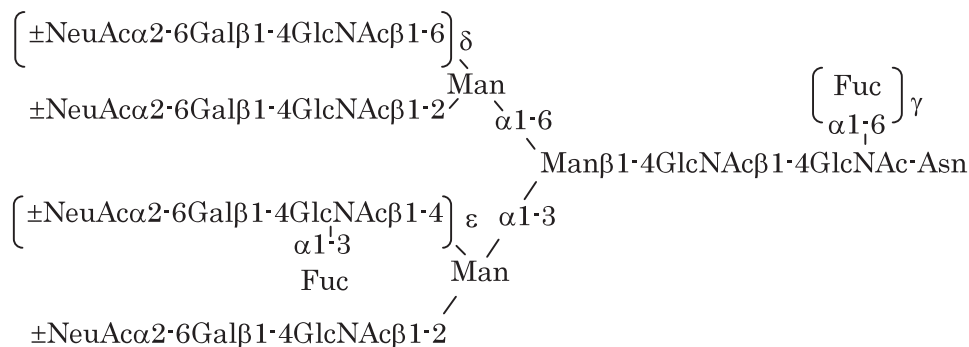 ±NeuAcα2-6Galβ1-4GlcNAcβ1-6
δ
Man
±NeuAcα2-6Galβ1-4GlcNAcβ1-2
α1-6
Fuc
α1-6
γ
Manβ1-4GlcNAcβ1-4GlcNAc-Asn
±NeuAcα2-6Galβ1-4GlcNAcβ1-4
ε
α1-3
α1-3
Fuc
Man
±NeuAcα2-6Galβ1-4GlcNAcβ1-2